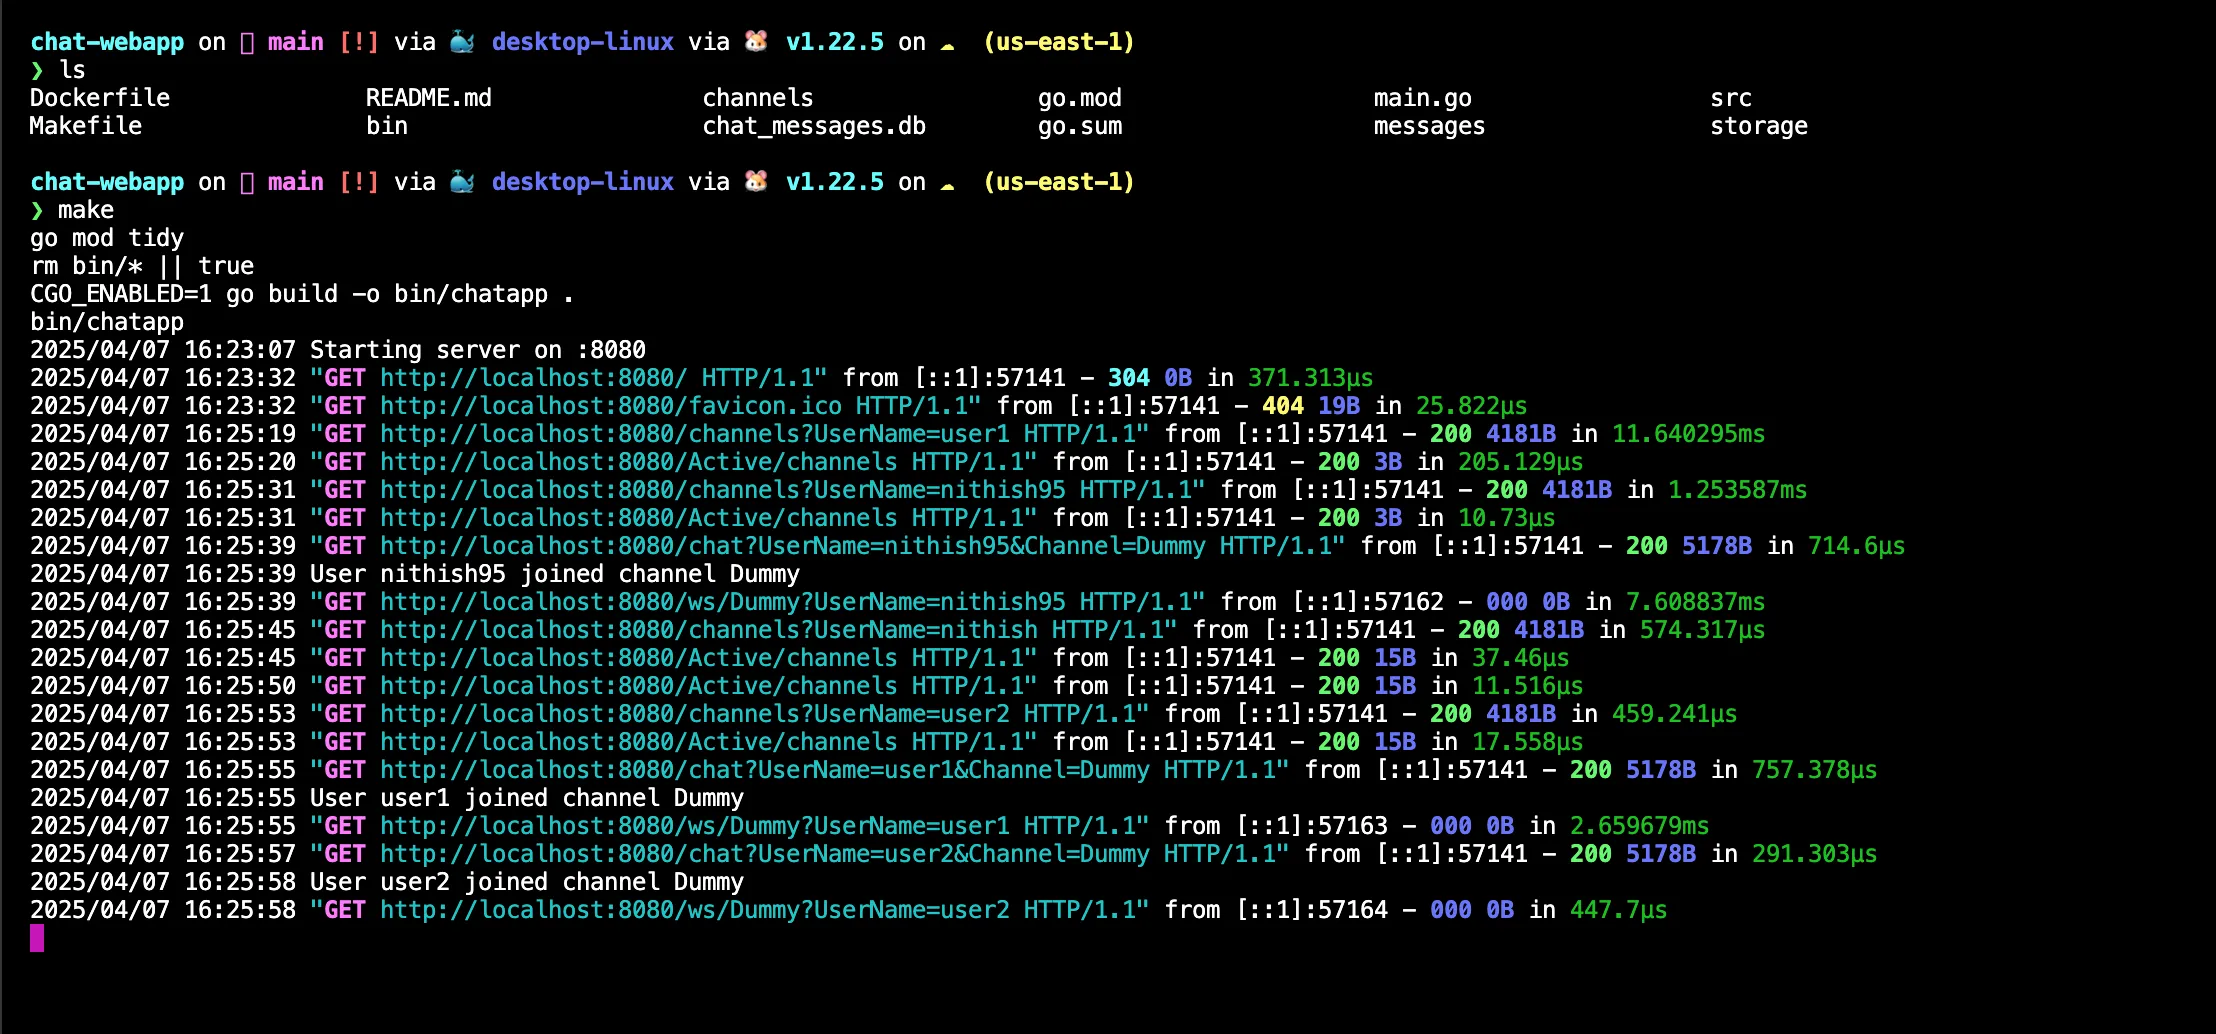 chat-webapp on  main [!] via 🐳 desktop-linux via 🐹 v1.22.5 on ☁ (us-east-1)
❯ ls
Dockerfile README.md channels go.mod main.go src
Makefile bin chat_messages.db go.sum messages storage
chat-webapp on  main [!] via 🐳 desktop-linux via 🐹 v1.22.5 on ☁ (us-east-1)
❯ make
go mod tidy
rm bin/* || true
CGO_ENABLED=1 go build -o bin/chatapp .
bin/chatapp
2025/04/07 16:23:07 Starting server on :8080
2025/04/07 16:23:32 "GET http://localhost:8080/ HTTP/1.1" from [::1]:57141 - 304 0B in 371.313µs
2025/04/07 16:23:32 "GET http://localhost:8080/favicon.ico HTTP/1.1" from [::1]:57141 - 404 19B in 25.822µs
2025/04/07 16:25:19 "GET http://localhost:8080/channels?UserName=user1 HTTP/1.1" from [::1]:57141 - 200 4181B in 11.640295ms
2025/04/07 16:25:20 "GET http://localhost:8080/Active/channels HTTP/1.1" from [::1]:57141 - 200 3B in 205.129µs
2025/04/07 16:25:31 "GET http://localhost:8080/channels?UserName=nithish95 HTTP/1.1" from [::1]:57141 - 200 4181B in 1.253587ms
2025/04/07 16:25:31 "GET http://localhost:8080/Active/channels HTTP/1.1" from [::1]:57141 - 200 3B in 10.73µs
2025/04/07 16:25:39 "GET http://localhost:8080/chat?UserName=nithish95&Channel=Dummy HTTP/1.1" from [::1]:57141 - 200 5178B in 714.6µs
2025/04/07 16:25:39 User nithish95 joined channel Dummy
2025/04/07 16:25:39 "GET http://localhost:8080/ws/Dummy?UserName=nithish95 HTTP/1.1" from [::1]:57162 - 000 0B in 7.608837ms
2025/04/07 16:25:45 "GET http://localhost:8080/channels?UserName=nithish HTTP/1.1" from [::1]:57141 - 200 4181B in 574.317µs
2025/04/07 16:25:45 "GET http://localhost:8080/Active/channels HTTP/1.1" from [::1]:57141 - 200 15B in 37.46µs
2025/04/07 16:25:50 "GET http://localhost:8080/Active/channels HTTP/1.1" from [::1]:57141 - 200 15B in 11.516µs
2025/04/07 16:25:53 "GET http://localhost:8080/channels?UserName=user2 HTTP/1.1" from [::1]:57141 - 200 4181B in 459.241µs
2025/04/07 16:25:53 "GET http://localhost:8080/Active/channels HTTP/1.1" from [::1]:57141 - 200 15B in 17.558µs
2025/04/07 16:25:55 "GET http://localhost:8080/chat?UserName=user1&Channel=Dummy HTTP/1.1" from [::1]:57141 - 200 5178B in 757.378µs
2025/04/07 16:25:55 User user1 joined channel Dummy
2025/04/07 16:25:55 "GET http://localhost:8080/ws/Dummy?UserName=user1 HTTP/1.1" from [::1]:57163 - 000 0B in 2.659679ms
2025/04/07 16:25:57 "GET http://localhost:8080/chat?UserName=user2&Channel=Dummy HTTP/1.1" from [::1]:57141 - 200 5178B in 291.303µs
2025/04/07 16:25:58 User user2 joined channel Dummy
2025/04/07 16:25:58 "GET http://localhost:8080/ws/Dummy?UserName=user2 HTTP/1.1" from [::1]:57164 - 000 0B in 447.7µs